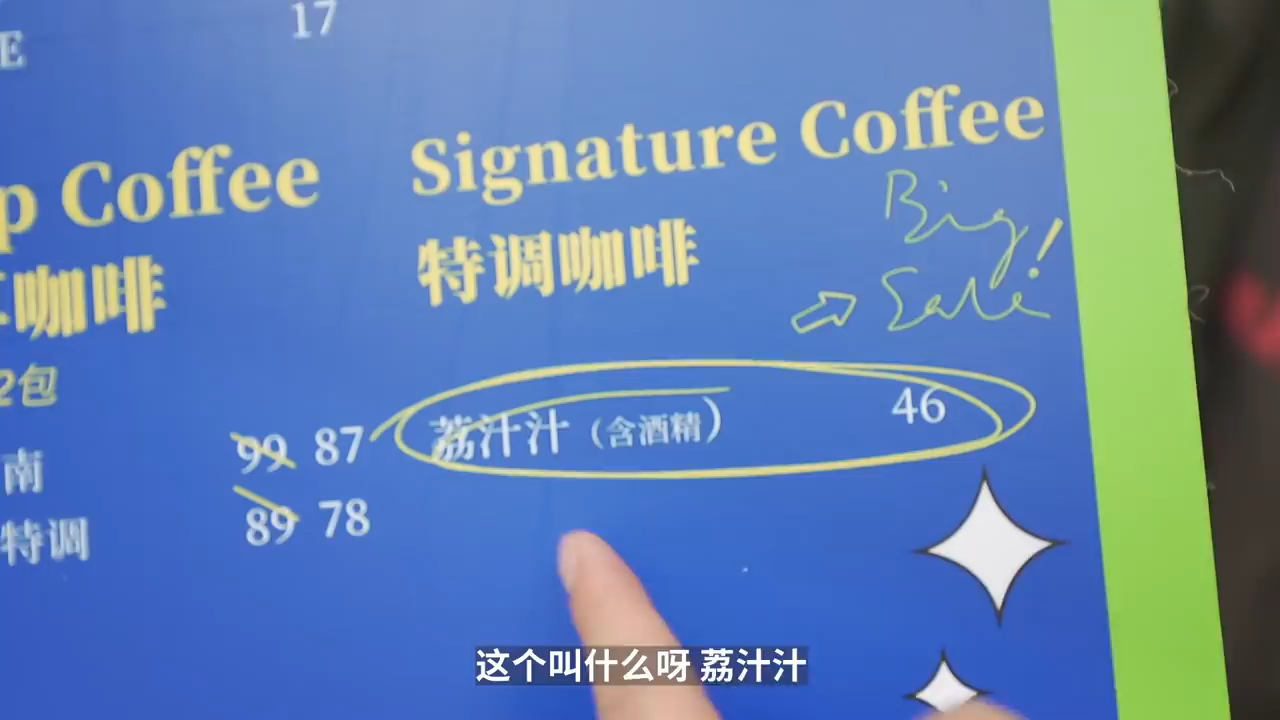 E
17
p Coffee
咖啡
2包
南
99 87
特调
89 78
Signature Coffee
特调咖啡
Big
Sale!
荔汁汁（含酒精） 46
这个叫什么呀 荔汁汁